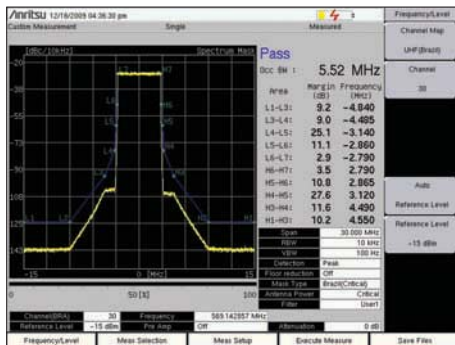 Anritsu 12/16/2009 04:36:30 pm
Custom Measurement Single Measured
[dBc/10kHz] Spectrum Mask
Pass
Occ BW : 5.52 MHz
Area Margin (dB) Frequency (MHz)
L1-L3: 9.2 -4.840
L3-L4: 9.0 -4.485
L4-L5: 25.1 -3.140
L5-L6: 11.1 -2.860
L6-L7: 2.9 -2.790
H6-H7: 3.5 2.790
H5-H6: 10.8 2.865
H5-H4: 27.6 3.120
H3-H4: 11.6 4.490
H1-H3: 10.2 4.550
Span 30.000 MHz
RBW 10 kHz
VBW 100 Hz
Detection Peak
Floor reduction Off
Mask Type Brazil(Critical)
Antenna Power Critical
Filter User1
-15 0 [MHz] 15
0 50 [%] 100
Channel(BRA) 30 Frequency 569.142857 MHz
Reference Level -15 dBm Pre Amp Off Attenuation 0 dB
Frequency/Level Meas Selection Meas Setup Execute Measure Save Files
Frequency/Level
Channel Map
UHF(Brazil)
Channel
30
Auto
Reference Level
Reference Level
-15 dBm